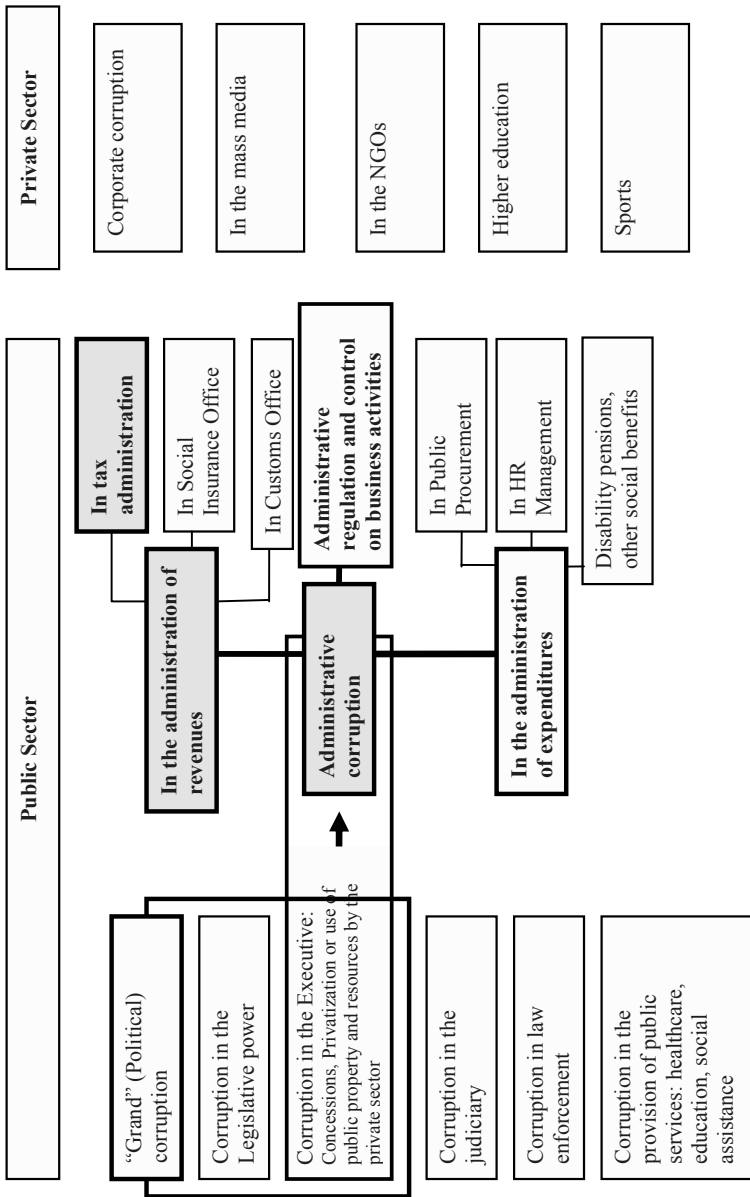 Public Sector
Private Sector
“Grand” (Political)
corruption
Corruption in the
Legislative power
Corruption in the Executive:
Concessions, Privatization or use of
public property and resources by the
private sector
Corruption in the
judiciary
Corruption in law
enforcement
Corruption in the
provision of public
services: healthcare,
education, social
assistance
In the administration of
revenues
Administrative
corruption
In the administration
of expenditures
In tax
administration
In Social
Insurance Office
In Customs Office
Administrative
regulation and control
on business activities
In Public
Procurement
In HR
Management
Disability pensions,
other social benefits
Corporate corruption
In the mass media
In the NGOs
Higher education
Sports